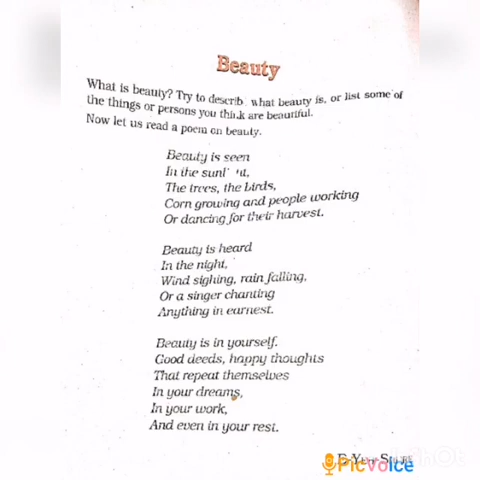 Beauty
What is beauty? Try to describ what beauty is, or list some of
the things or persons you think are beautiful.
Now let us read a poem on beauty.
Beauty is seen
In the
The trees, the birds,
Corn growing and people working
Or dancing for their harvest.
Beauty is heard
In the night,
Wind sighing, rain falling,
Or a singer chanting
Anything in earnest.
Beauty is in yourself.
Good deeds, happy thoughts
That repeat themselves
In your dreams,
In your work,
And even in your rest.
Picvoice